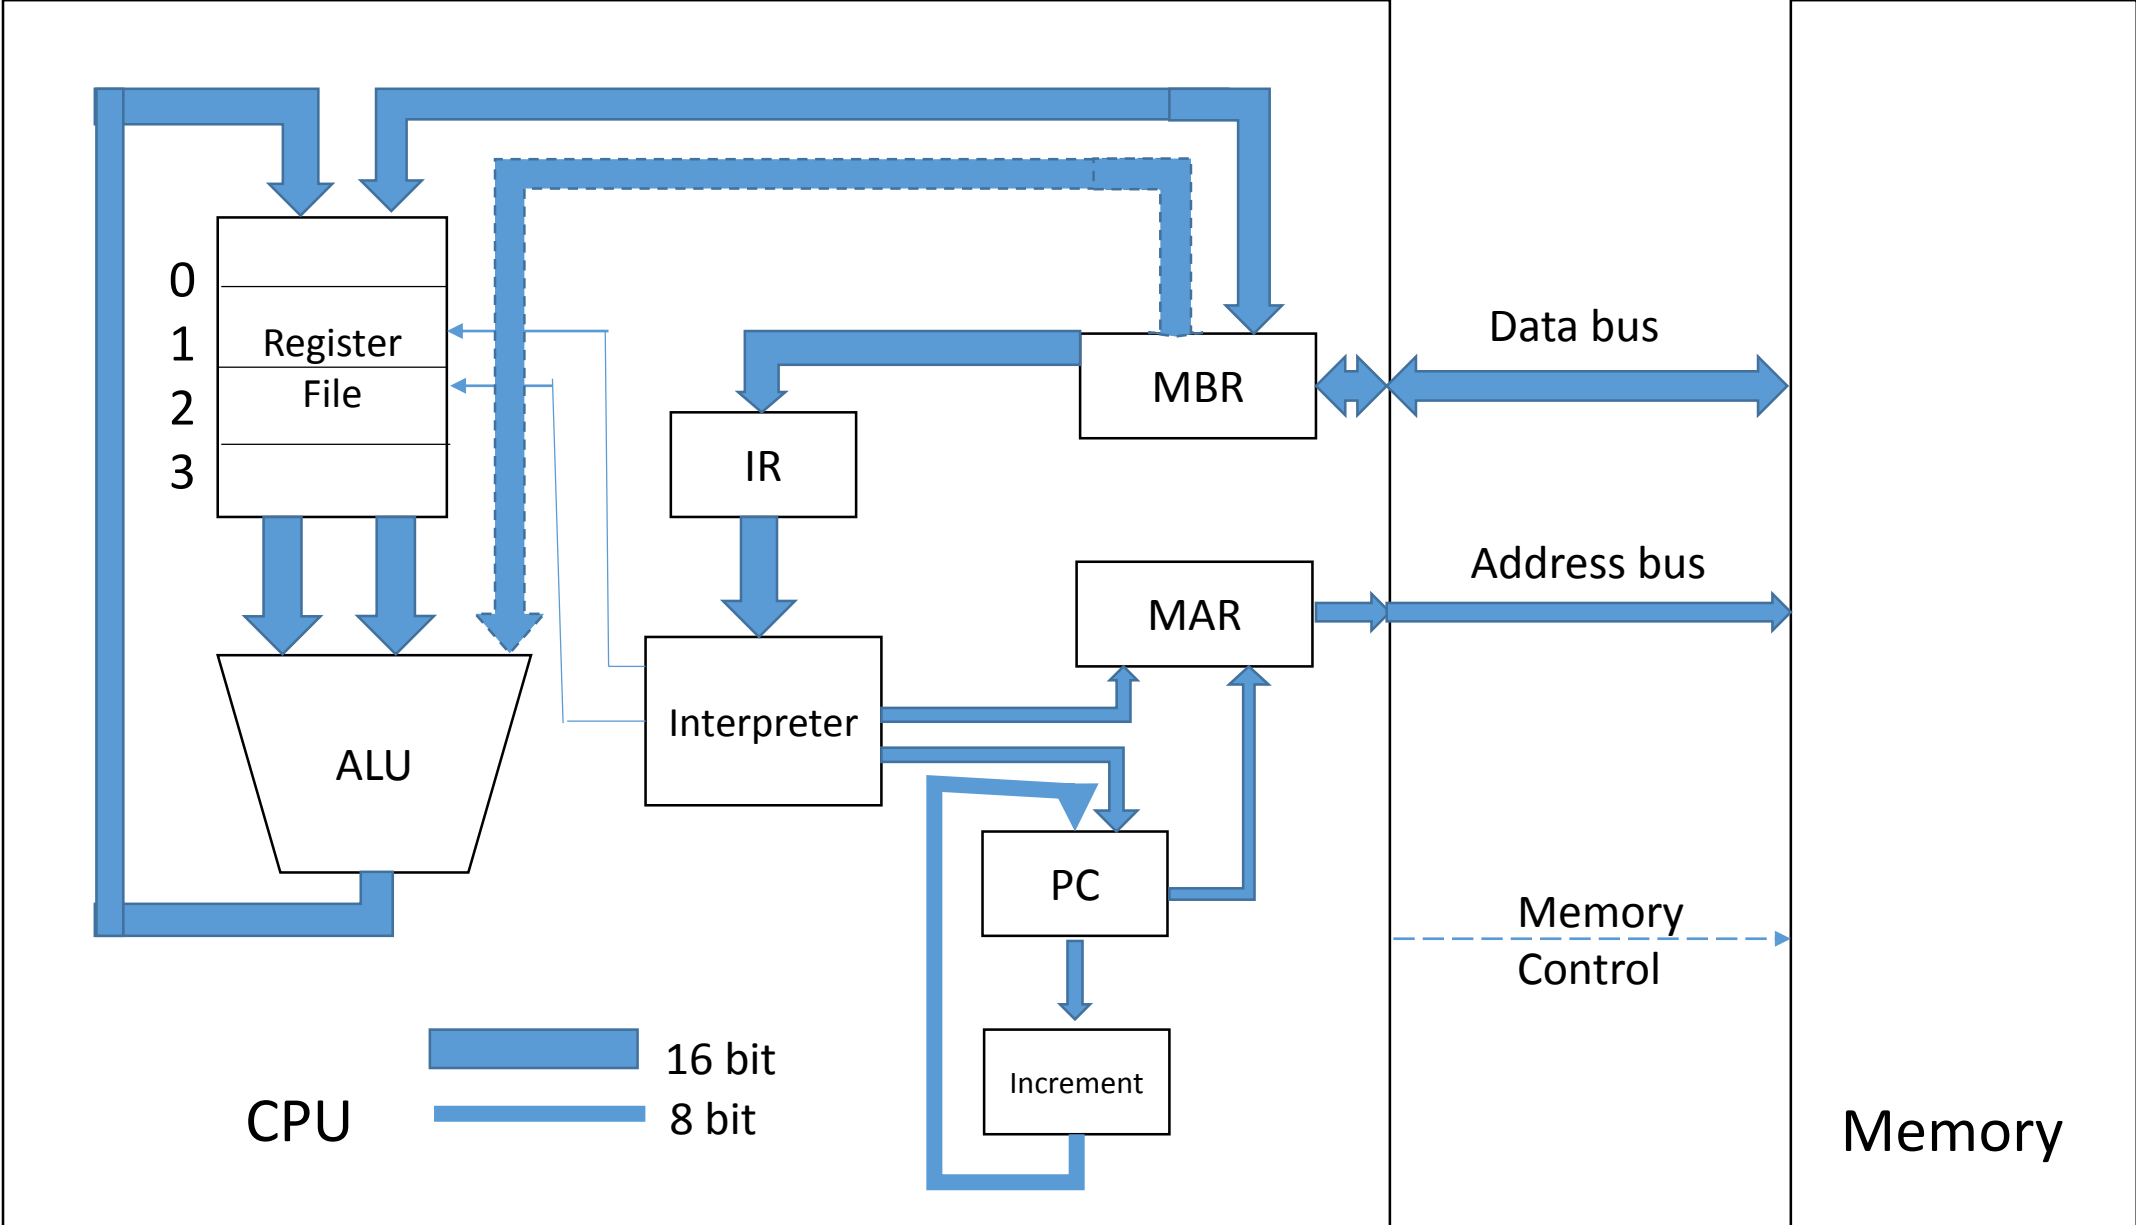 0
1
2
3
Register
File
ALU
IR
Interpreter
MBR
MAR
PC
Increment
Data bus
Address bus
Memory
Control
16 bit
8 bit
CPU
Memory